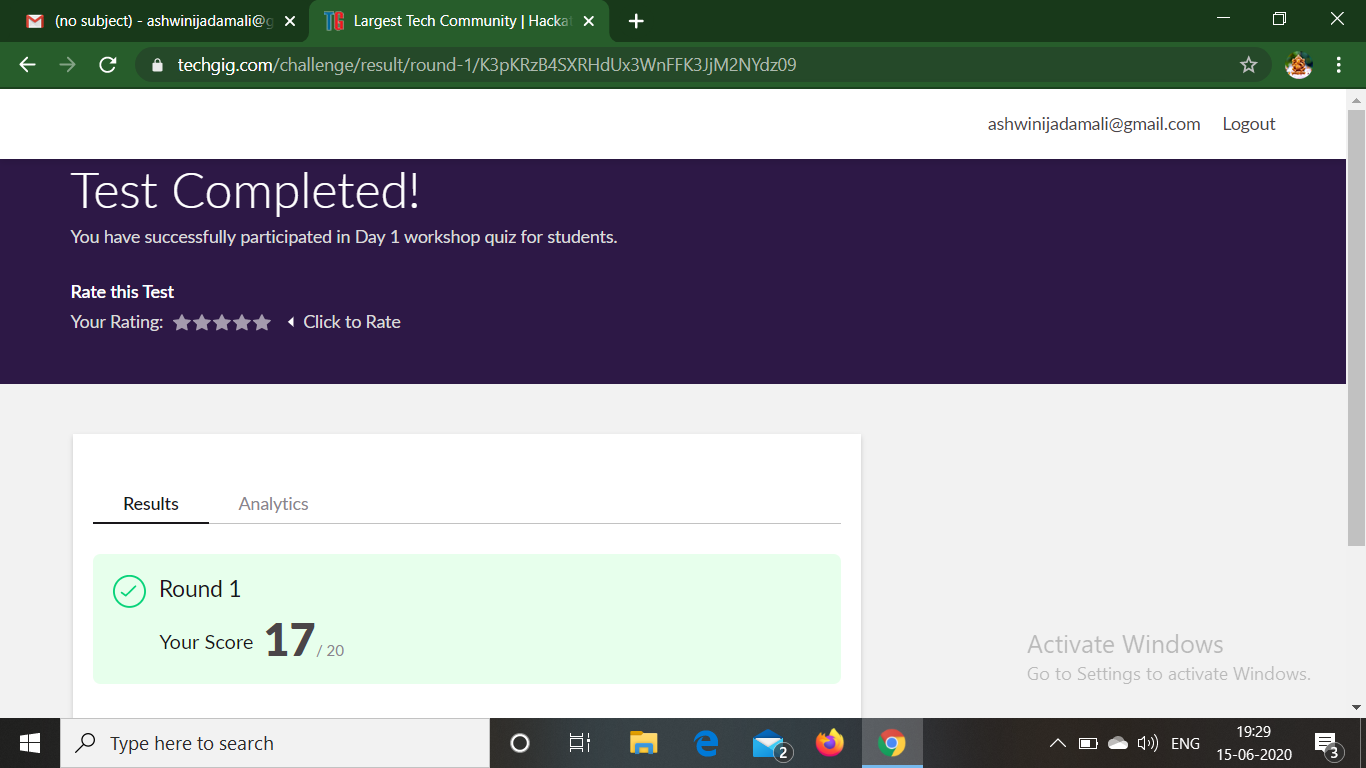 (no subject) - ashwinijadamali@g
TG Largest Tech Community | Hacka
techgig.com/challenge/result/round-1/K3pKRzB4SXRHdUx3WnFFK3JjM2NYdz09
ashwinijadamali@gmail.com Logout
Test Completed!
You have successfully participated in Day 1 workshop quiz for students.
Rate this Test
Your Rating: Click to Rate
Results Analytics
Round 1
Your Score 17 / 20
Activate Windows
Go to Settings to activate Windows.
Type here to search
2
ENG
19:29
15-06-2020
3